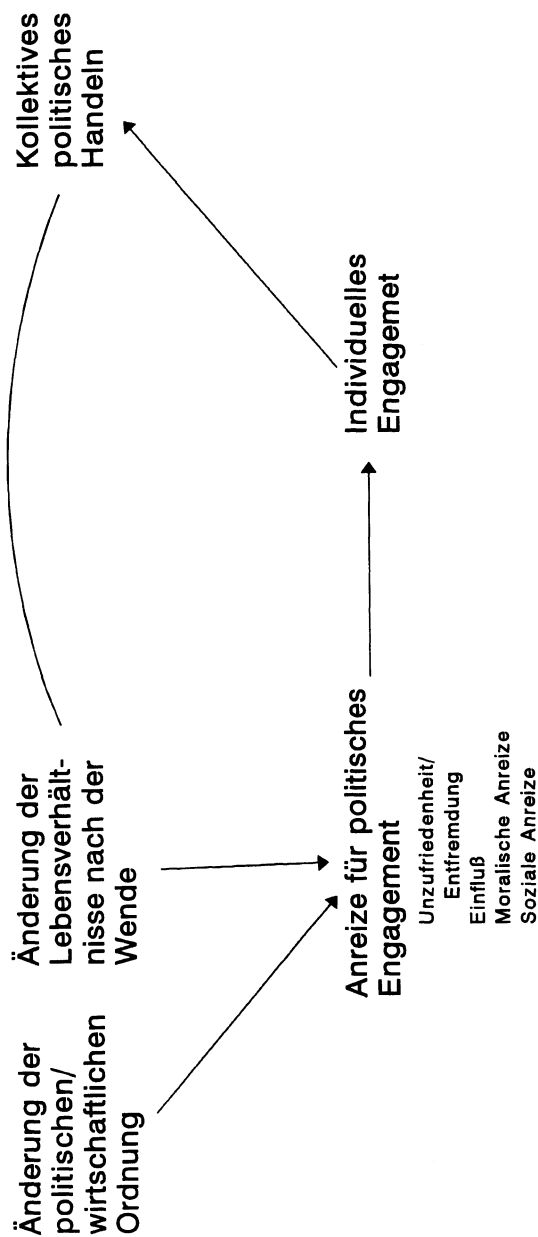 Änderung der
politischen/
wirtschaftlichen
Ordnung
Änderung der
Lebensverhält-
nisse nach der
Wende
Kollektives
politisches
Handeln
Anreize für politisches
Engagement
Unzufriedenheit/
Entfremdung
Einfluß
Moralische Anreize
Soziale Anreize
Individuelles
Engagemet